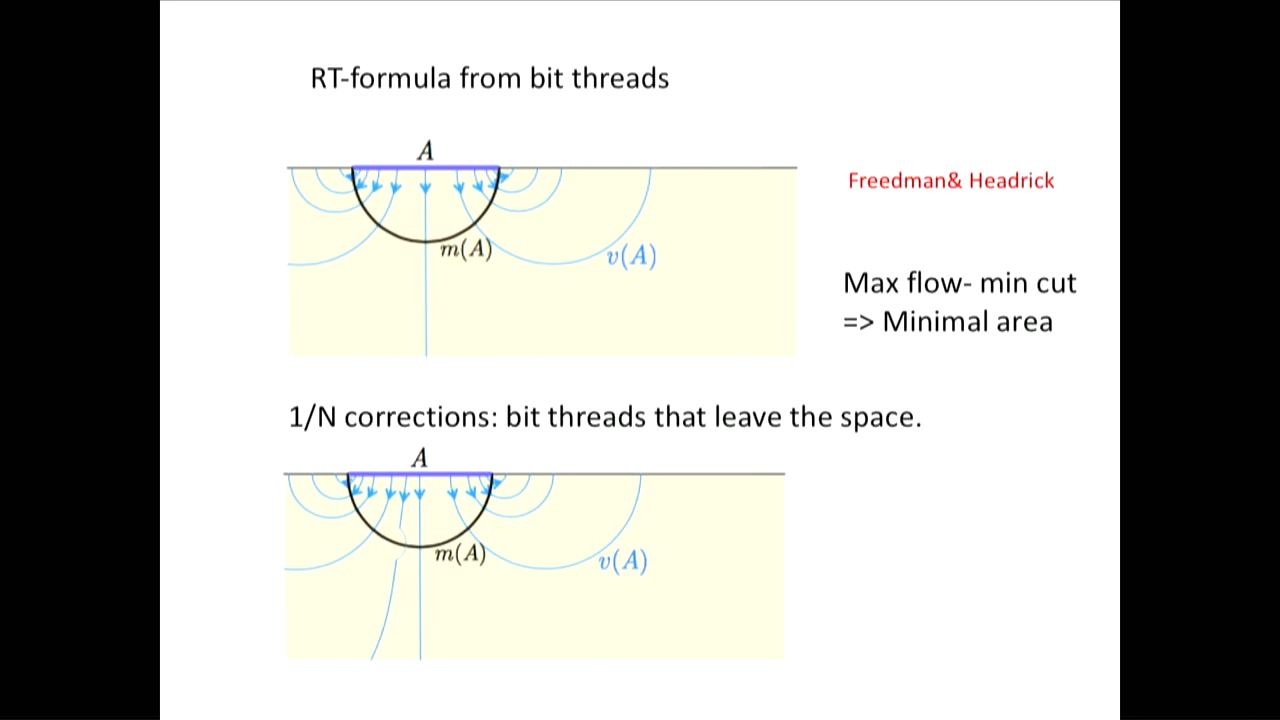 RT-formula from bit threads
A
Freedman& Headrick
m(A)
v(A)
Max flow- min cut
=> Minimal area
1/N corrections: bit threads that leave the space.
A
m(A)
v(A)